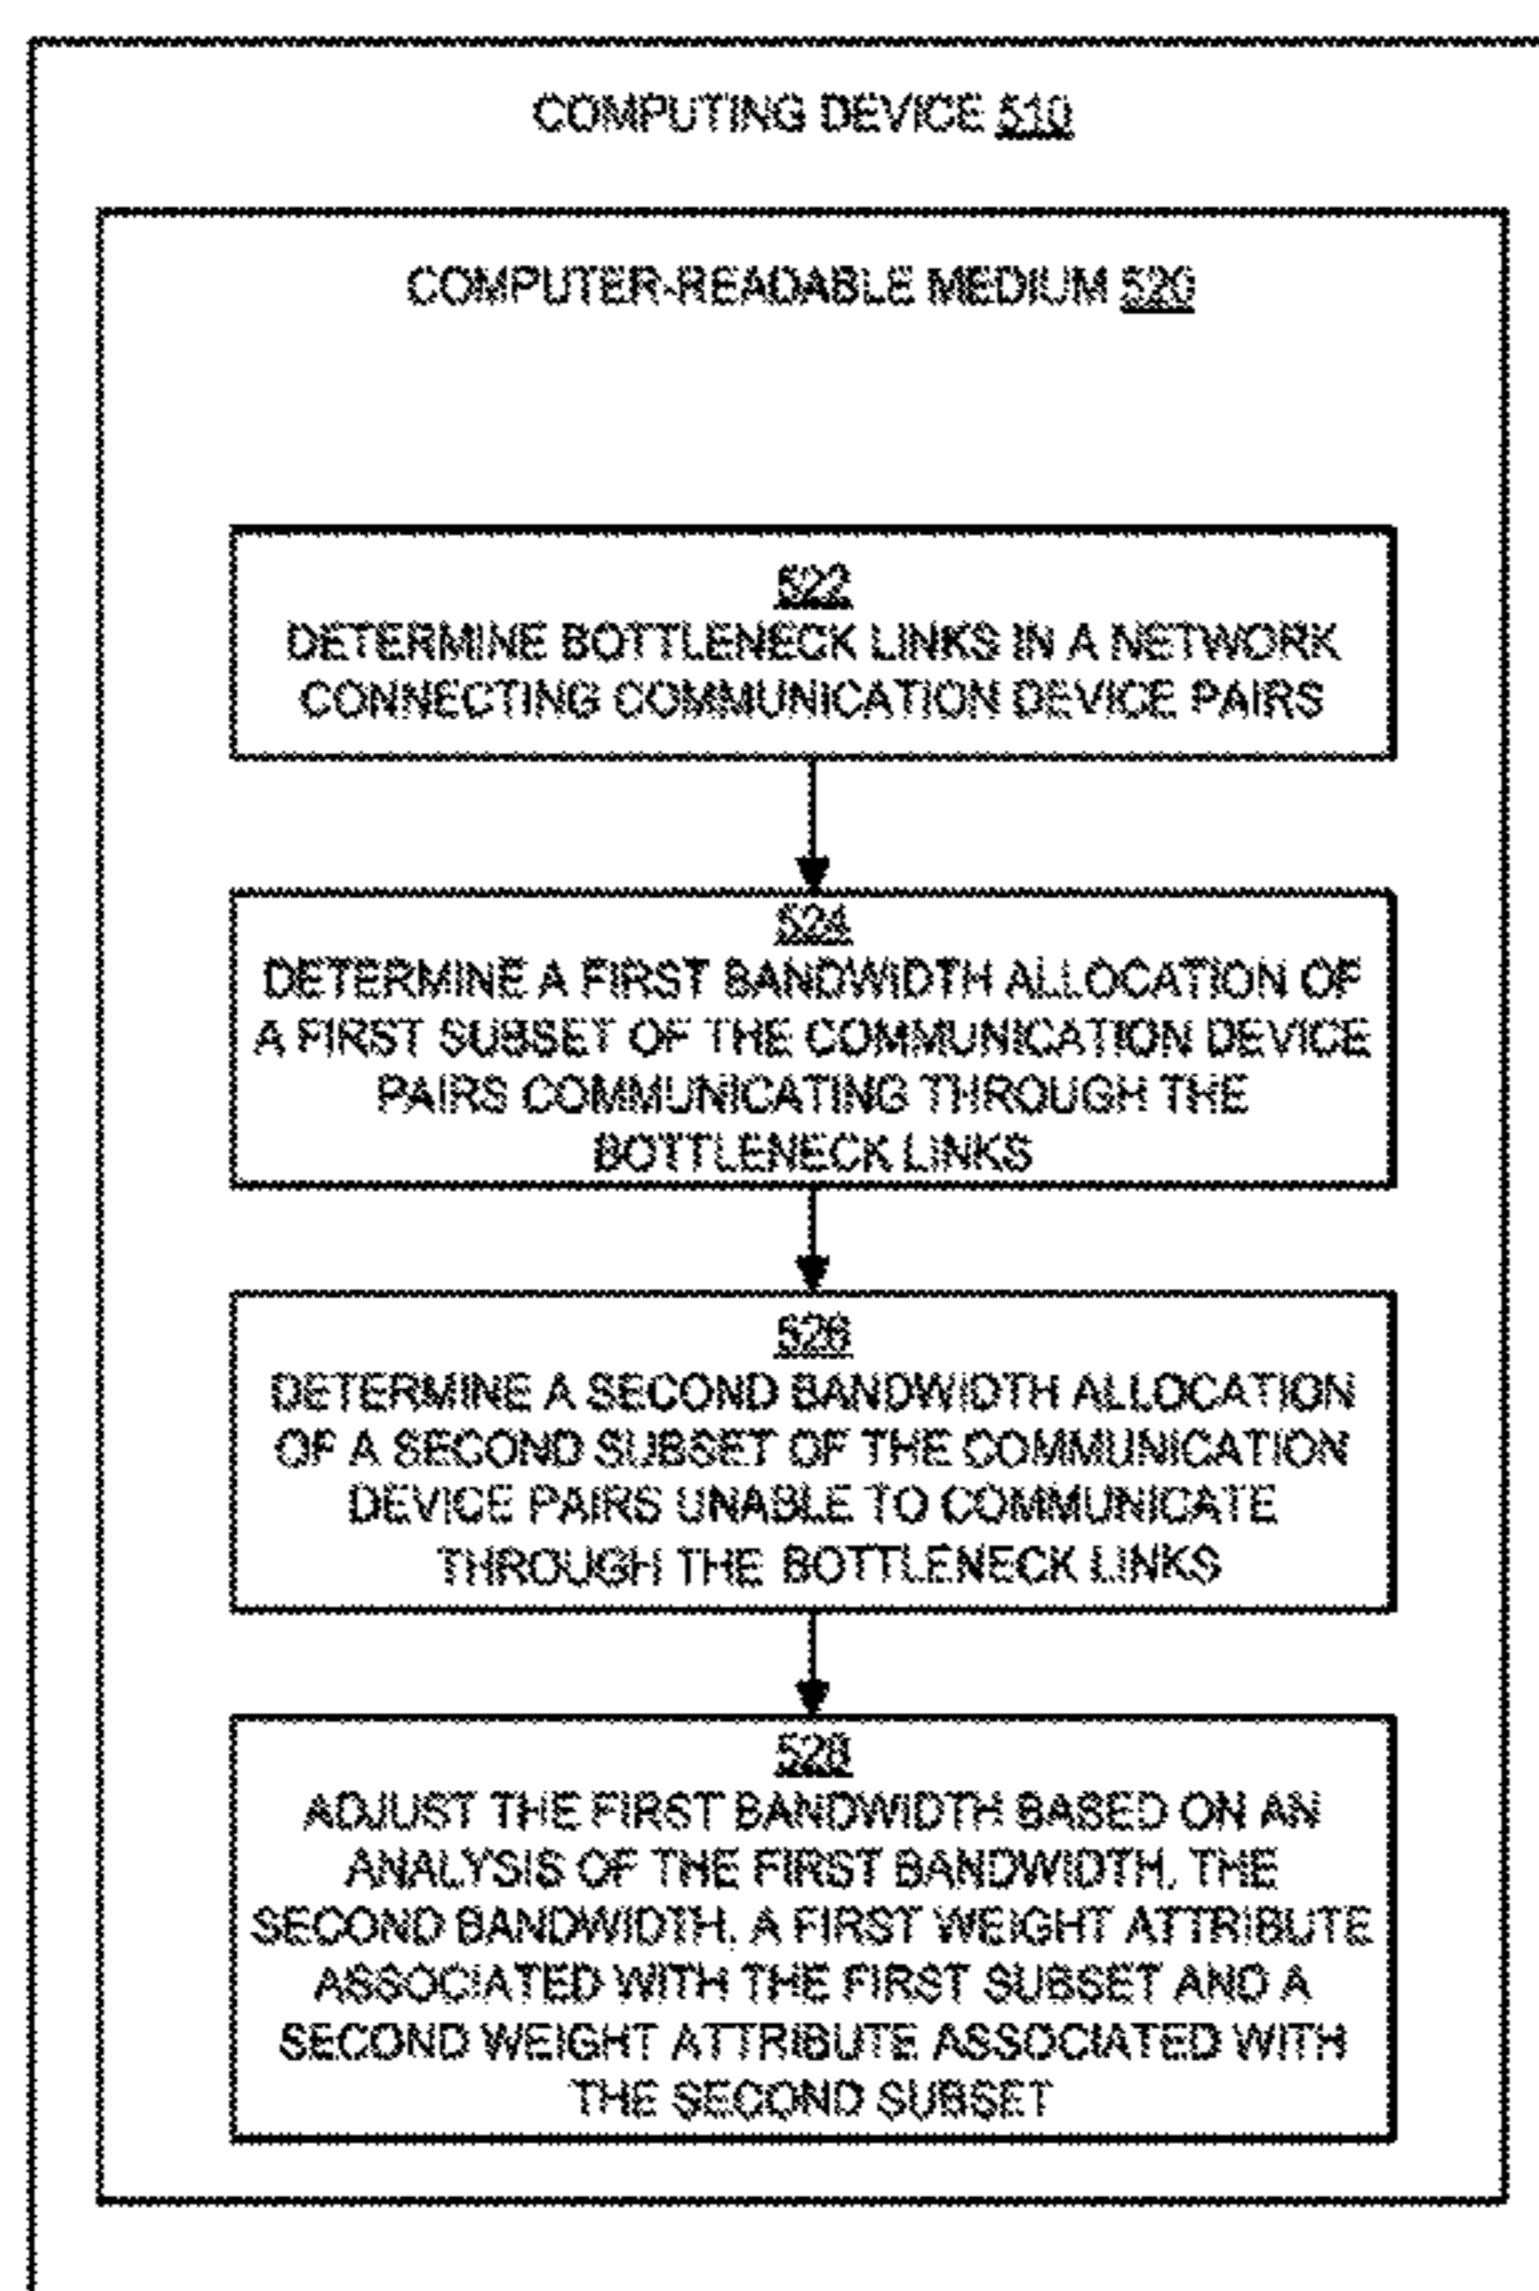 COMPUTING DEVICE 510
COMPUTER-READABLE MEDIUM 520
522
DETERMINE BOTTLENECK LINKS IN A NETWORK
CONNECTING COMMUNICATION DEVICE PAIRS
524
DETERMINE A FIRST BANDWIDTH ALLOCATION OF
A FIRST SUBSET OF THE COMMUNICATION DEVICE
PAIRS COMMUNICATING THROUGH THE
BOTTLENECK LINKS
526
DETERMINE A SECOND BANDWIDTH ALLOCATION
OF A SECOND SUBSET OF THE COMMUNICATION
DEVICE PAIRS UNABLE TO COMMUNICATE
THROUGH THE BOTTLENECK LINKS
528
ADJUST THE FIRST BANDWIDTH BASED ON AN
ANALYSIS OF THE FIRST BANDWIDTH, THE
SECOND BANDWIDTH, A FIRST WEIGHT ATTRIBUTE
ASSOCIATED WITH THE FIRST SUBSET AND A
SECOND WEIGHT ATTRIBUTE ASSOCIATED WITH
THE SECOND SUBSET